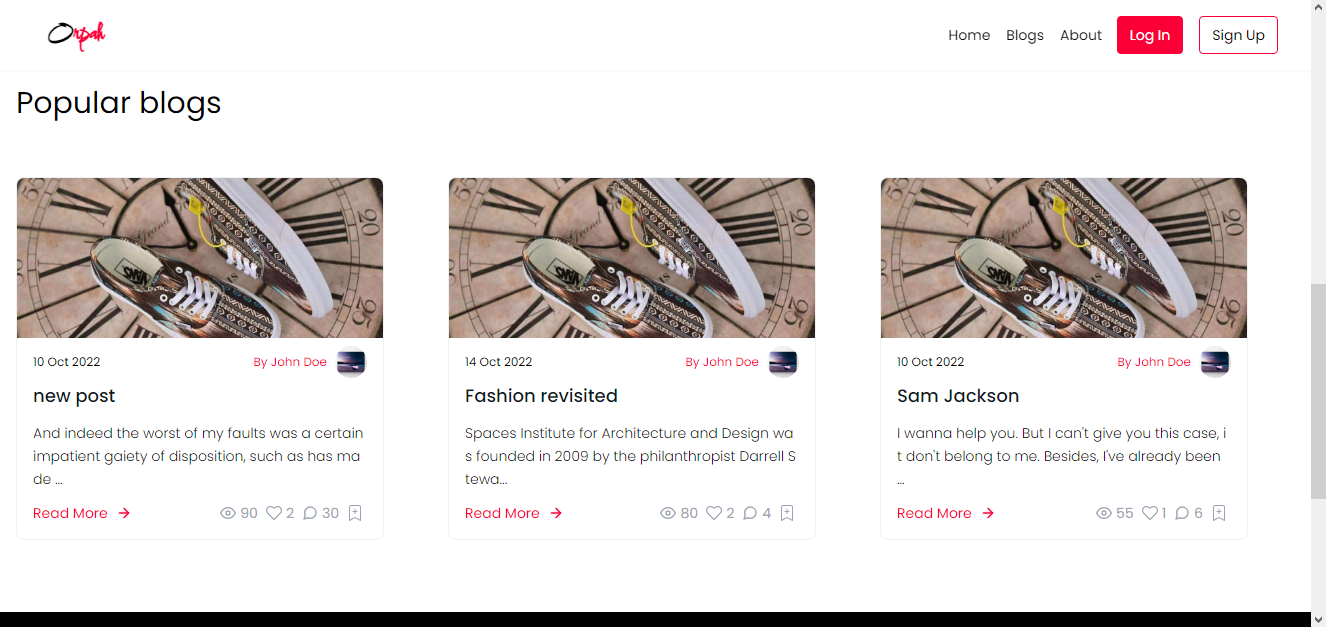 Orpah
Home Blogs About Log In Sign Up
Popular blogs
10 Oct 2022 By John Doe
new post
And indeed the worst of my faults was a certain
impatient gaiety of disposition, such as has ma
de ...
Read More → 90 2 30
14 Oct 2022 By John Doe
Fashion revisited
Spaces Institute for Architecture and Design wa
s founded in 2009 by the philanthropist Darrell S
tewa...
Read More → 80 2 4
10 Oct 2022 By John Doe
Sam Jackson
I wanna help you. But I can't give you this case, i
t don't belong to me. Besides, I've already been
...
Read More → 55 1 6